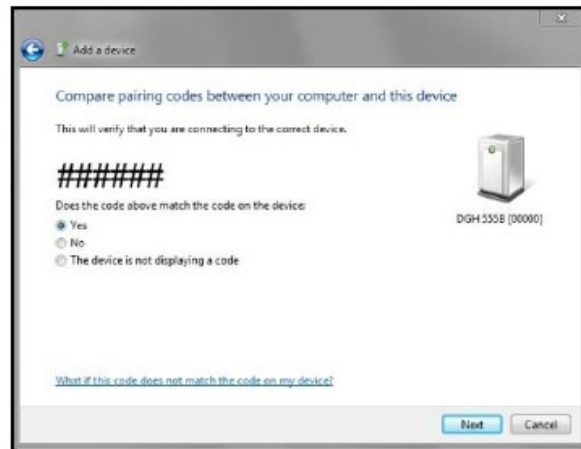 Add a device
Compare pairing codes between your computer and this device
This will verify that you are connecting to the correct device.
######
Does the code above match the code on the device:
Yes
No
The device is not displaying a code
DGH 555B [00000]
What if this code does not match the code on my device?
Next
Cancel